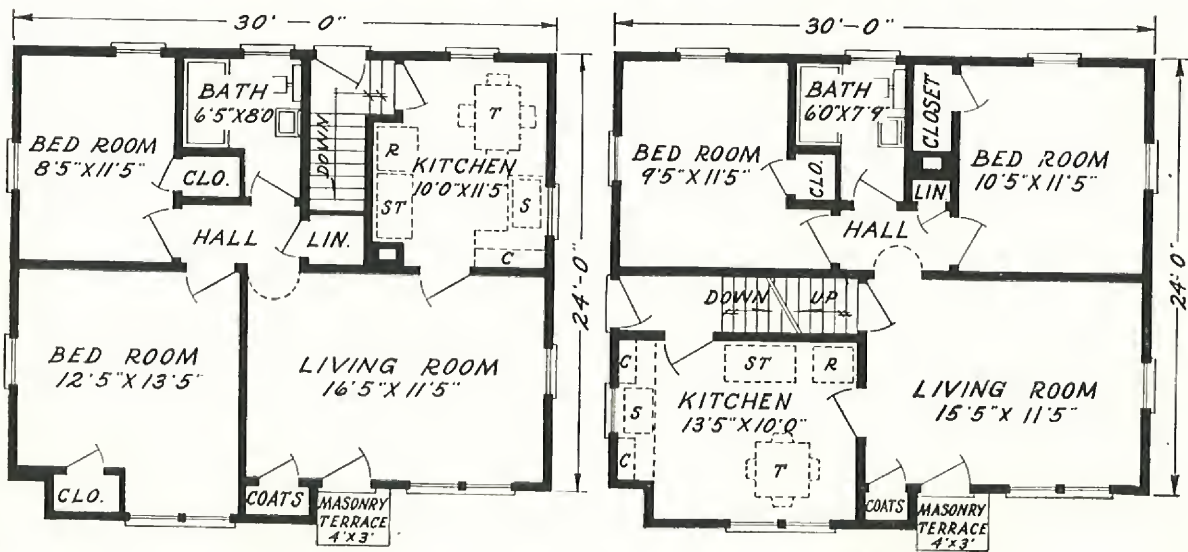 30'-0"
BATH
6'5"X8'0
BED ROOM
8'5"X11'5"
CLO.
DOWN
R
ST
T
KITCHEN
10'0"X11'5"
S
C
HALL
LIN.
24'-0"
BED ROOM
12'5"X13'5"
LIVING ROOM
16'5"X11'5"
CLO.
COATS
MASONRY
TERRACE
4'X3'
30'-0"
BATH
6'0"X7'9"
CLOSET
BED ROOM
9'5"X11'5"
CLO.
BED ROOM
10'5"X11'5"
LIN.
HALL
24'0"
DOWN
UP
C
S
C
ST
R
KITCHEN
13'5"X10'0"
T
LIVING ROOM
15'5"X11'5"
COATS
MASONRY
TERRACE
4'X3'